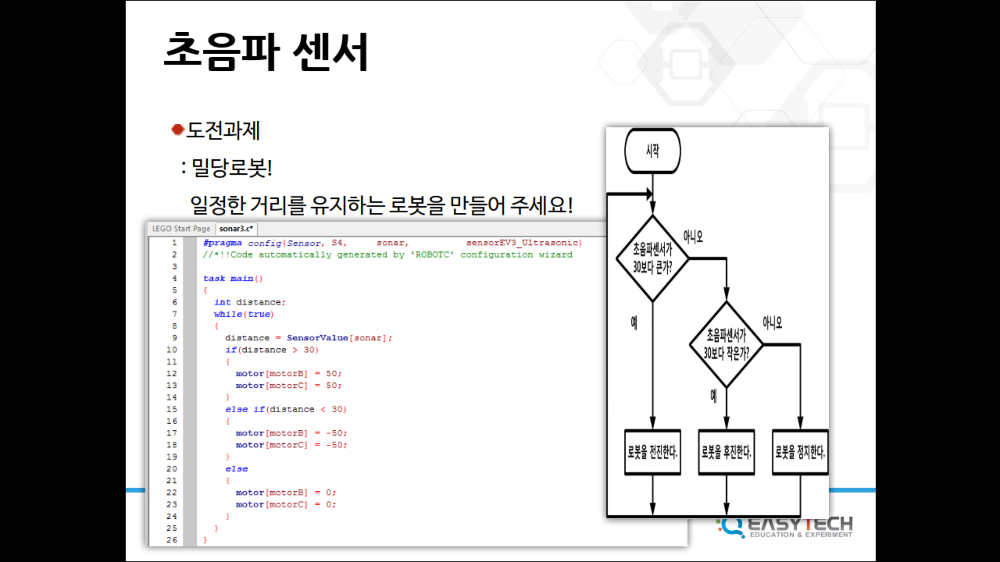 초음파 센서
도전과제
: 밀당로봇!
일정한 거리를 유지하는 로봇을 만들어 주세요!
LEGO Start Page
sonar3.c*
1 #pragma config(Sensor, S4, sonar, sensorEV3_Ultrasonic)
2 //*!!Code automatically generated by 'ROBOTC' configuration wizard
3
4 task main()
5 {
6 int distance;
7 while(true)
8 {
9 distance = SensorValue[sonar];
10 if(distance > 30)
11 {
12 motor[motorB] = 50;
13 motor[motorC] = 50;
14 }
15 else if(distance < 30)
16 {
17 motor[motorB] = -50;
18 motor[motorC] = -50;
19 }
20 else
21 {
22 motor[motorB] = 0;
23 motor[motorC] = 0;
24 }
25 }
26 }
시작
초음파센서가
30보다 큰가?
아니오
예
초음파센서가
30보다 작은가?
아니오
예
로봇을 전진한다.
로봇을 후진한다.
로봇을 정지한다.
EASYTECH
EDUCATION & EXPERIMENT